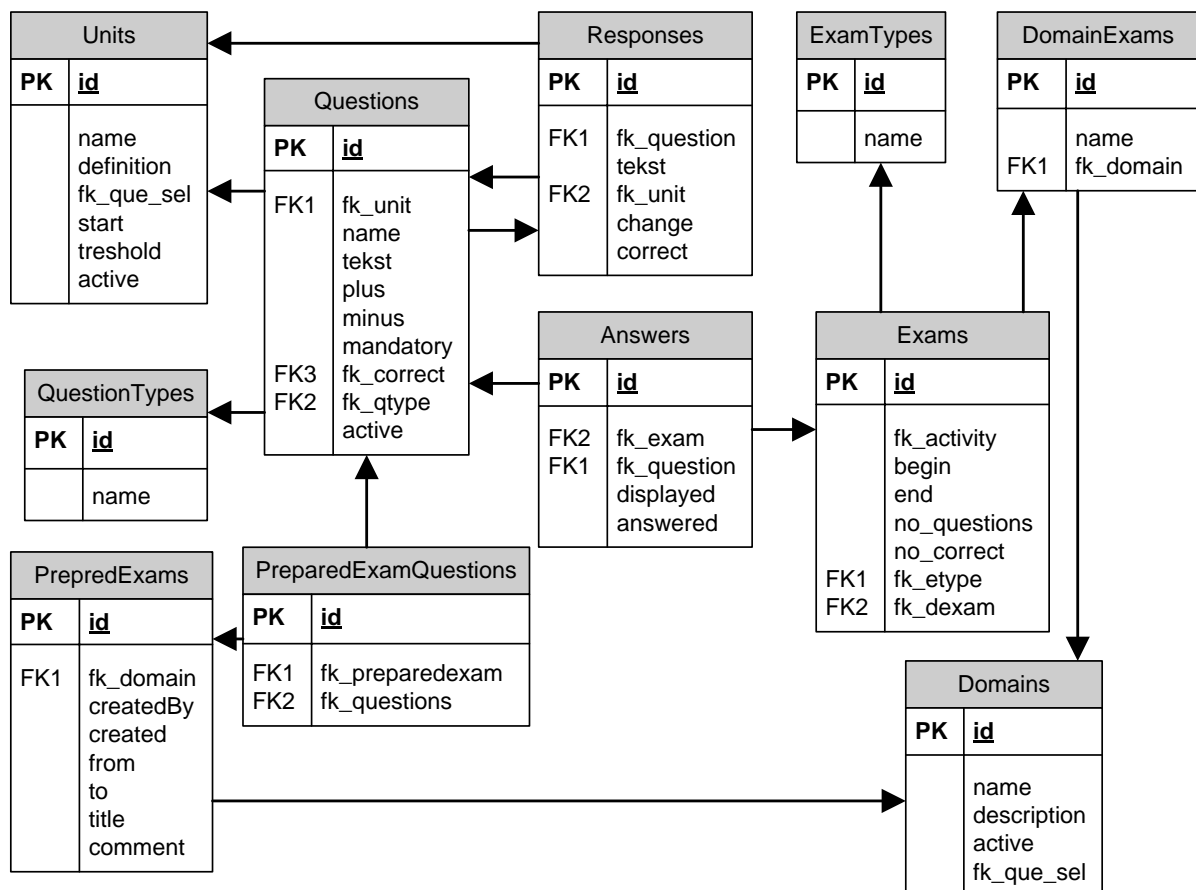 Units
PK id
name
definition
fk_que_sel
start
treshold
active
Questions
PK id
FK1 fk_unit
name
tekst
plus
minus
mandatory
FK3 fk_correct
FK2 fk_qtype
active
Responses
PK id
FK1 fk_question
tekst
FK2 fk_unit
change
correct
ExamTypes
PK id
name
DomainExams
PK id
name
FK1 fk_domain
QuestionTypes
PK id
name
Answers
PK id
FK2 fk_exam
FK1 fk_question
displayed
answered
Exams
PK id
fk_activity
begin
end
no_questions
no_correct
FK1 fk_etype
FK2 fk_dexam
PrepredExams
PK id
FK1 fk_domain
createdBy
created
from
to
title
comment
PreparedExamQuestions
PK id
FK1 fk_preparedexam
FK2 fk_questions
Domains
PK id
name
description
active
fk_que_sel